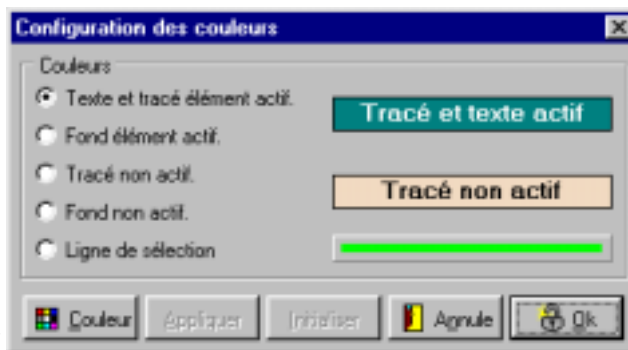 Configuration des couleurs
Couleurs
Texte et tracé élément actif.
Tracé et texte actif
Fond élément actif.
Tracé non actif.
Tracé non actif
Fond non actif.
Ligne de sélection
Couleur Appliquer Initialiser Annule Ok